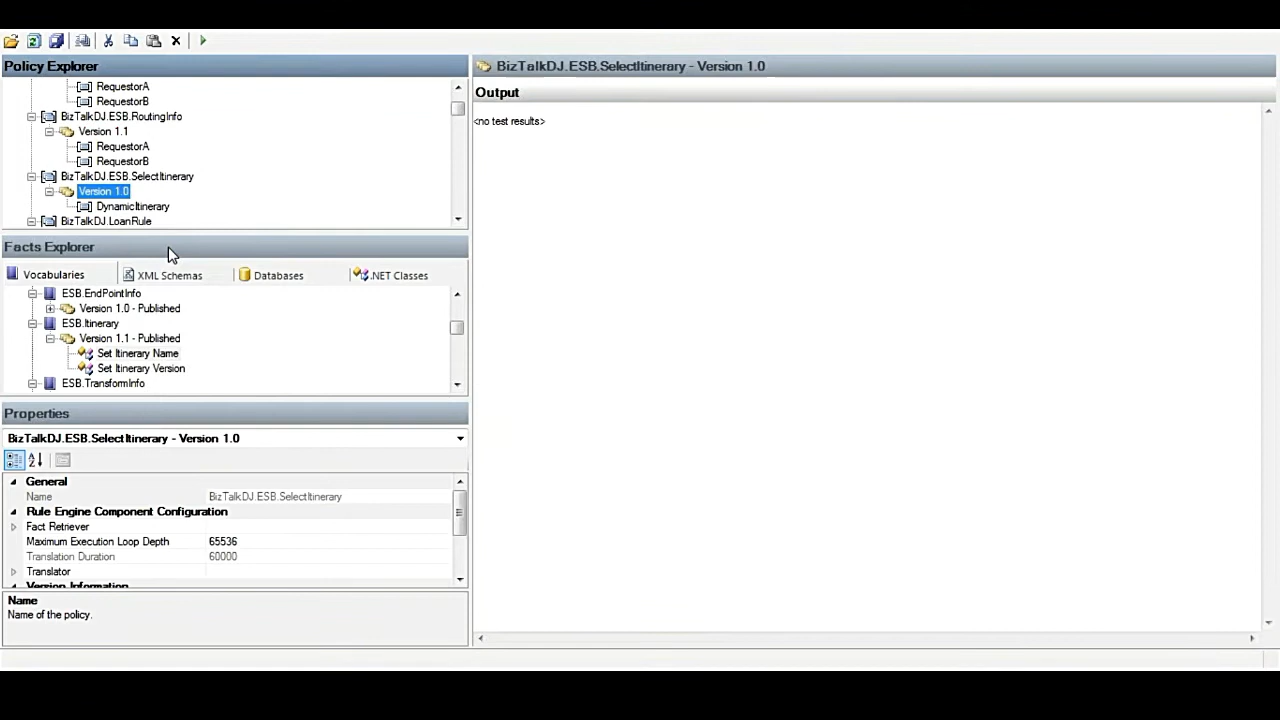 Policy Explorer
RequestorA
RequestorB
BizTalkDJ.ESB.RoutingInfo
Version 1.1
RequestorA
RequestorB
BizTalkDJ.ESB.SelectItinerary
Version 1.0
DynamicItinerary
BizTalkDJ.LoanRule
Facts Explorer
Vocabularies XML Schemas Databases .NET Classes
ESB.EndPointInfo
Version 1.0 - Published
ESB.Itinerary
Version 1.1 - Published
Set Itinerary Name
Set Itinerary Version
ESB.TransformInfo
Properties
BizTalkDJ.ESB.SelectItinerary - Version 1.0
General
Name BizTalkDJ.ESB.SelectItinerary
Rule Engine Component Configuration
Fact Retriever
Maximum Execution Loop Depth 65536
Translation Duration 60000
Translator
Version Information
Name
Name of the policy.
BizTalkDJ.ESB.SelectItinerary - Version 1.0
Output
<no test results>